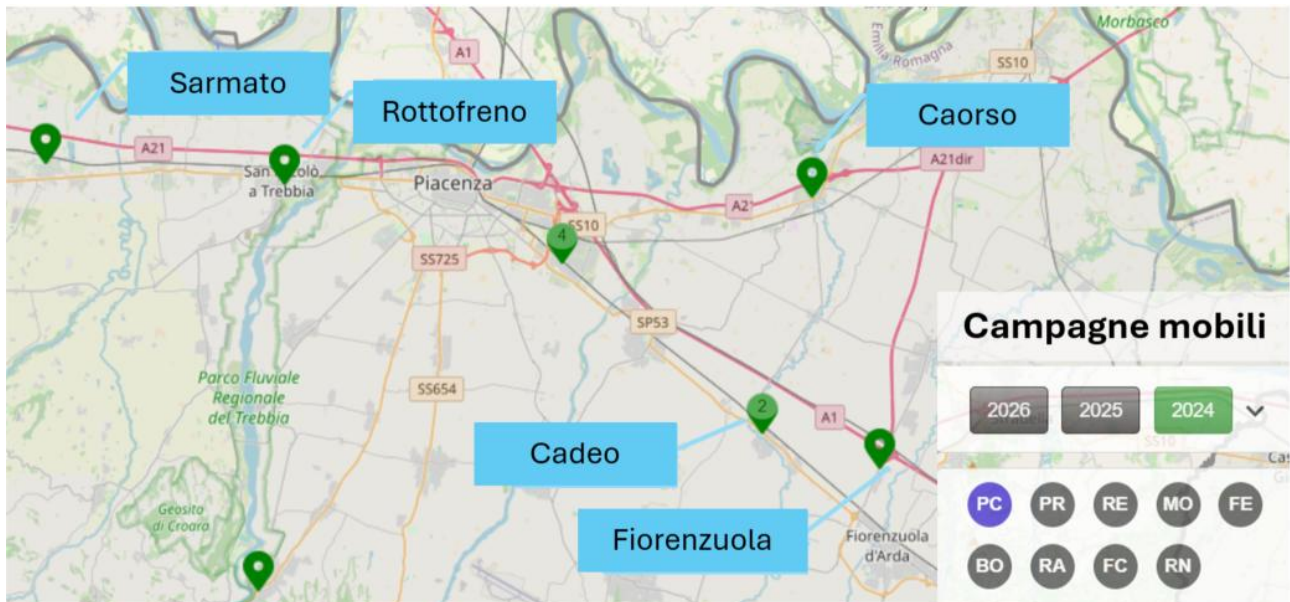 Morbasco
A1
Emilia Romagna
SS10
Sarmato
Rottofreno
Caorso
A21
A21dir
San
a Trebbia
Piacenza
A2
SS10
4
SS725
SP53
Campagne mobili
Parco Fluviale
Regionale
del Trebbia
SS654
2026
2025
2024
2
A1
SS10
Cadeo
Geosito
di Croara
PC
PR
RE
MO
FE
Fiorenzuola
Fiorenzuola
d'Arda
BO
RA
FC
RN